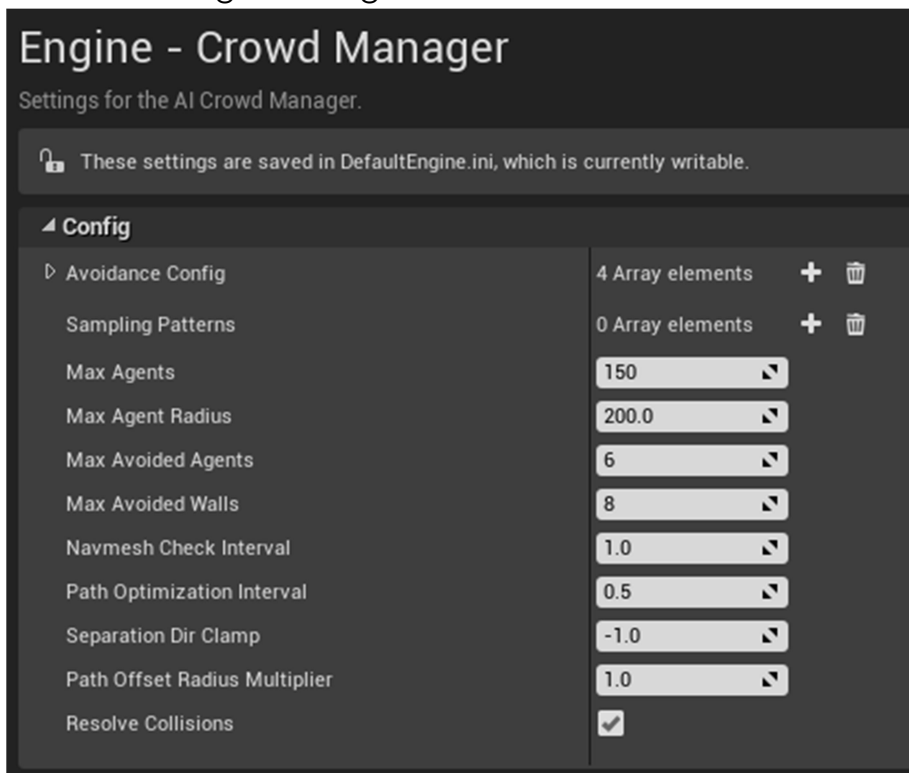 Engine - Crowd Manager
Settings for the AI Crowd Manager.
These settings are saved in DefaultEngine.ini, which is currently writable.
Config
Avoidance Config 4 Array elements
Sampling Patterns 0 Array elements
Max Agents 150
Max Agent Radius 200.0
Max Avoided Agents 6
Max Avoided Walls 8
Navmesh Check Interval 1.0
Path Optimization Interval 0.5
Separation Dir Clamp -1.0
Path Offset Radius Multiplier 1.0
Resolve Collisions